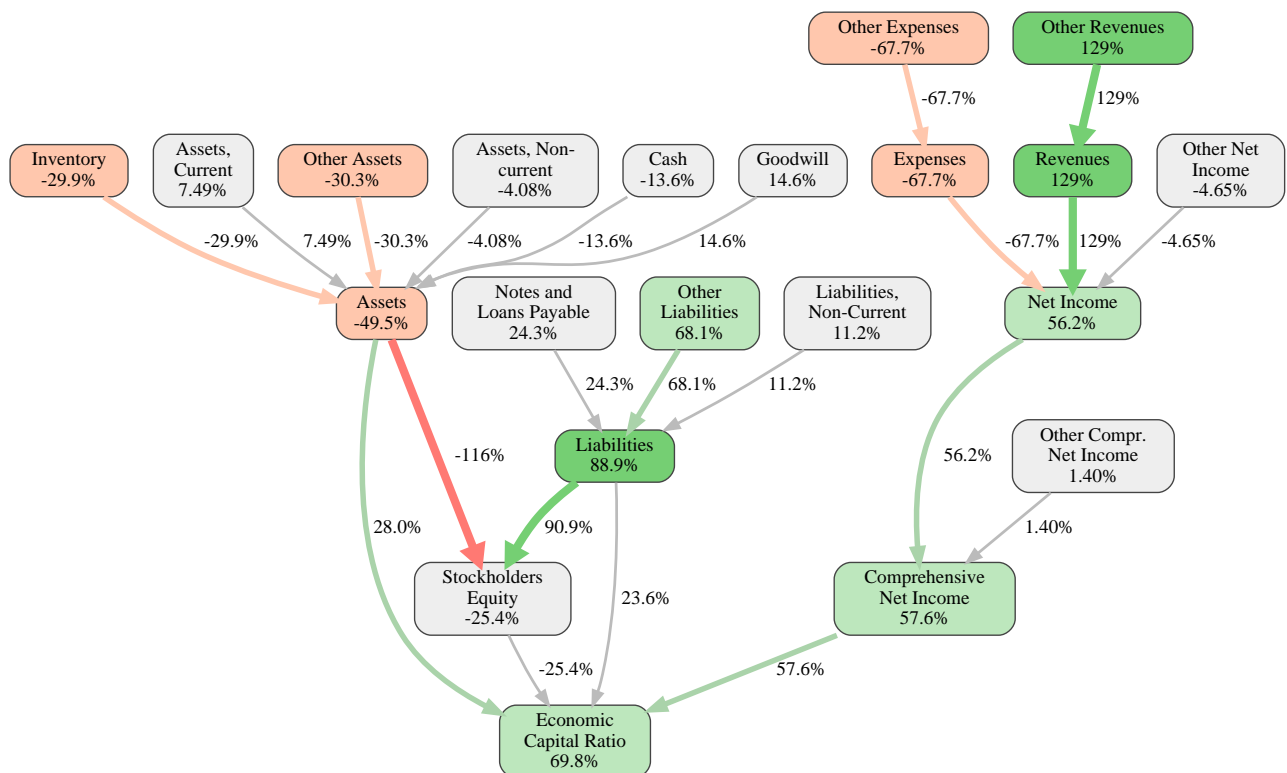 Other Expenses
-67.7%
Other Revenues
129%
-67.7%
129%
Inventory
-29.9%
Assets,
Current
7.49%
Other Assets
-30.3%
Assets, Non-
current
-4.08%
Cash
-13.6%
Goodwill
14.6%
Expenses
-67.7%
Revenues
129%
Other Net
Income
-4.65%
-29.9%
7.49%
-30.3%
-4.08%
-13.6%
14.6%
-67.7%
129%
-4.65%
Assets
-49.5%
Notes and
Loans Payable
24.3%
Other
Liabilities
68.1%
Liabilities,
Non-Current
11.2%
Net Income
56.2%
24.3%
68.1%
11.2%
-116%
Liabilities
88.9%
56.2%
Other Compr.
Net Income
1.40%
28.0%
90.9%
1.40%
Stockholders
Equity
-25.4%
23.6%
Comprehensive
Net Income
57.6%
-25.4%
57.6%
Economic
Capital Ratio
69.8%